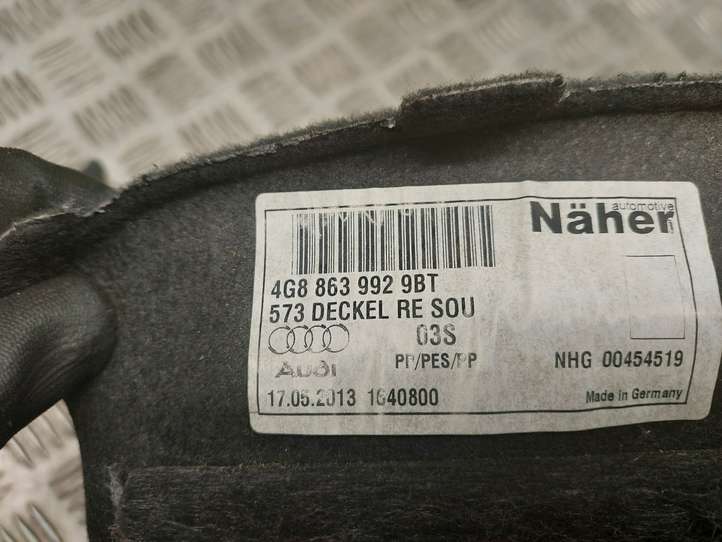 automotive
Näher
4G8 863 992 9BT
573 DECKEL RE SOU
03S
PP/PES/PP
NHG 00454519
Audi
17.05.2013 1640800
Made in Germany